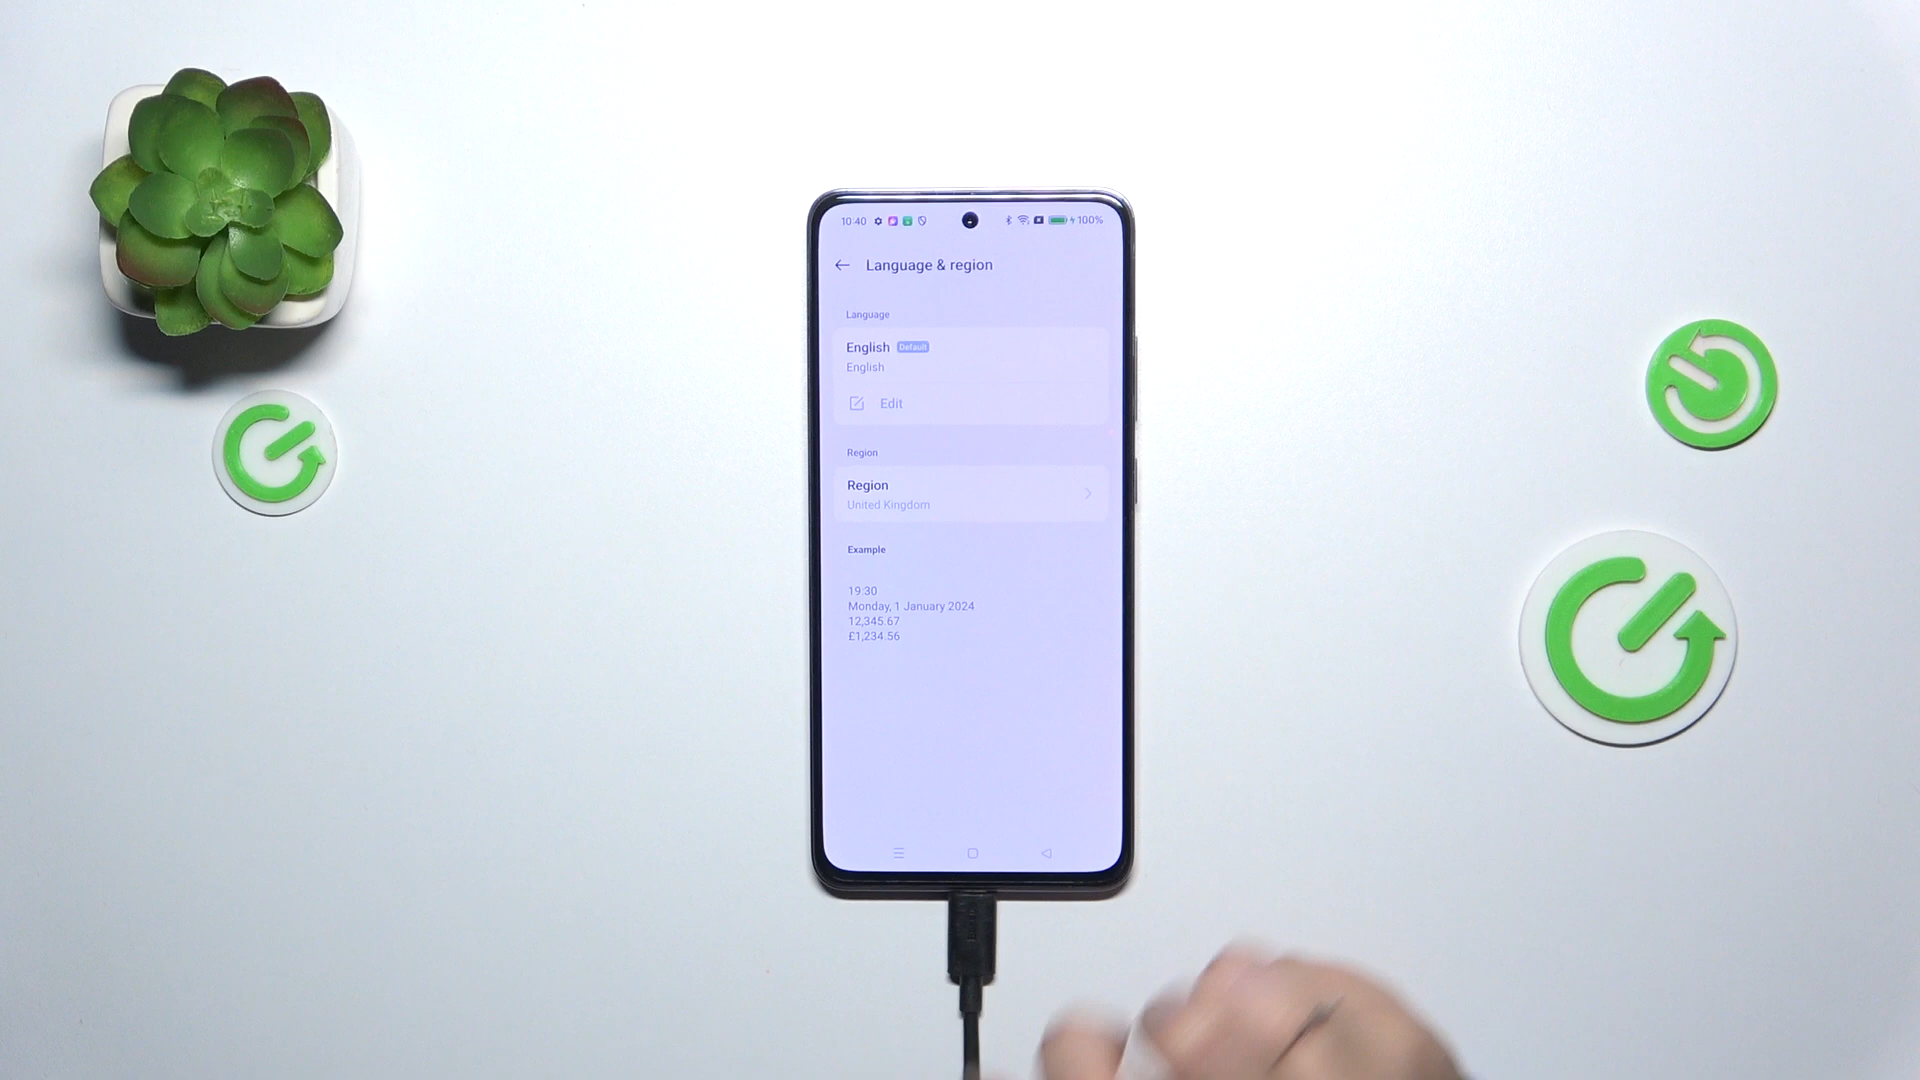 10:40 100%
Language & region
Language
English Default
English
Edit
Region
Region
United Kingdom
Example
19:30
Monday, 1 January 2024
12,345.67
£1,234.56